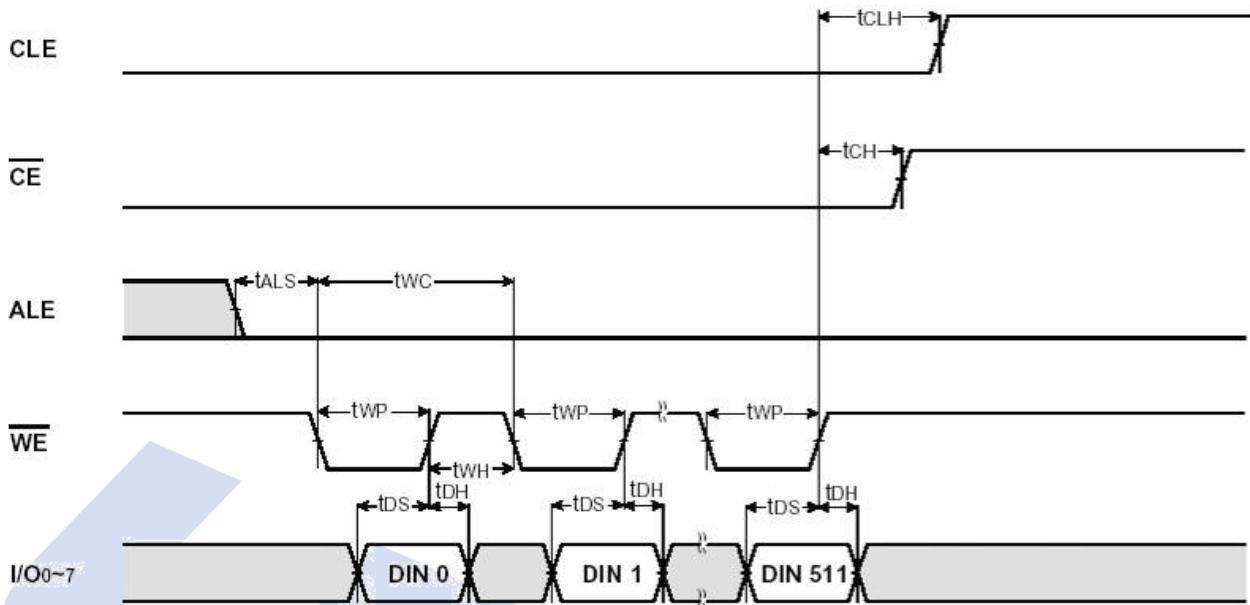 tCLH
CLE
tCH
CE
tALS
tWC
ALE
tWP
tWP
tWP
WE
tWH
tDS
tDH
tDS
tDH
tDS
tDH
I/O0~7
DIN 0
DIN 1
DIN 511